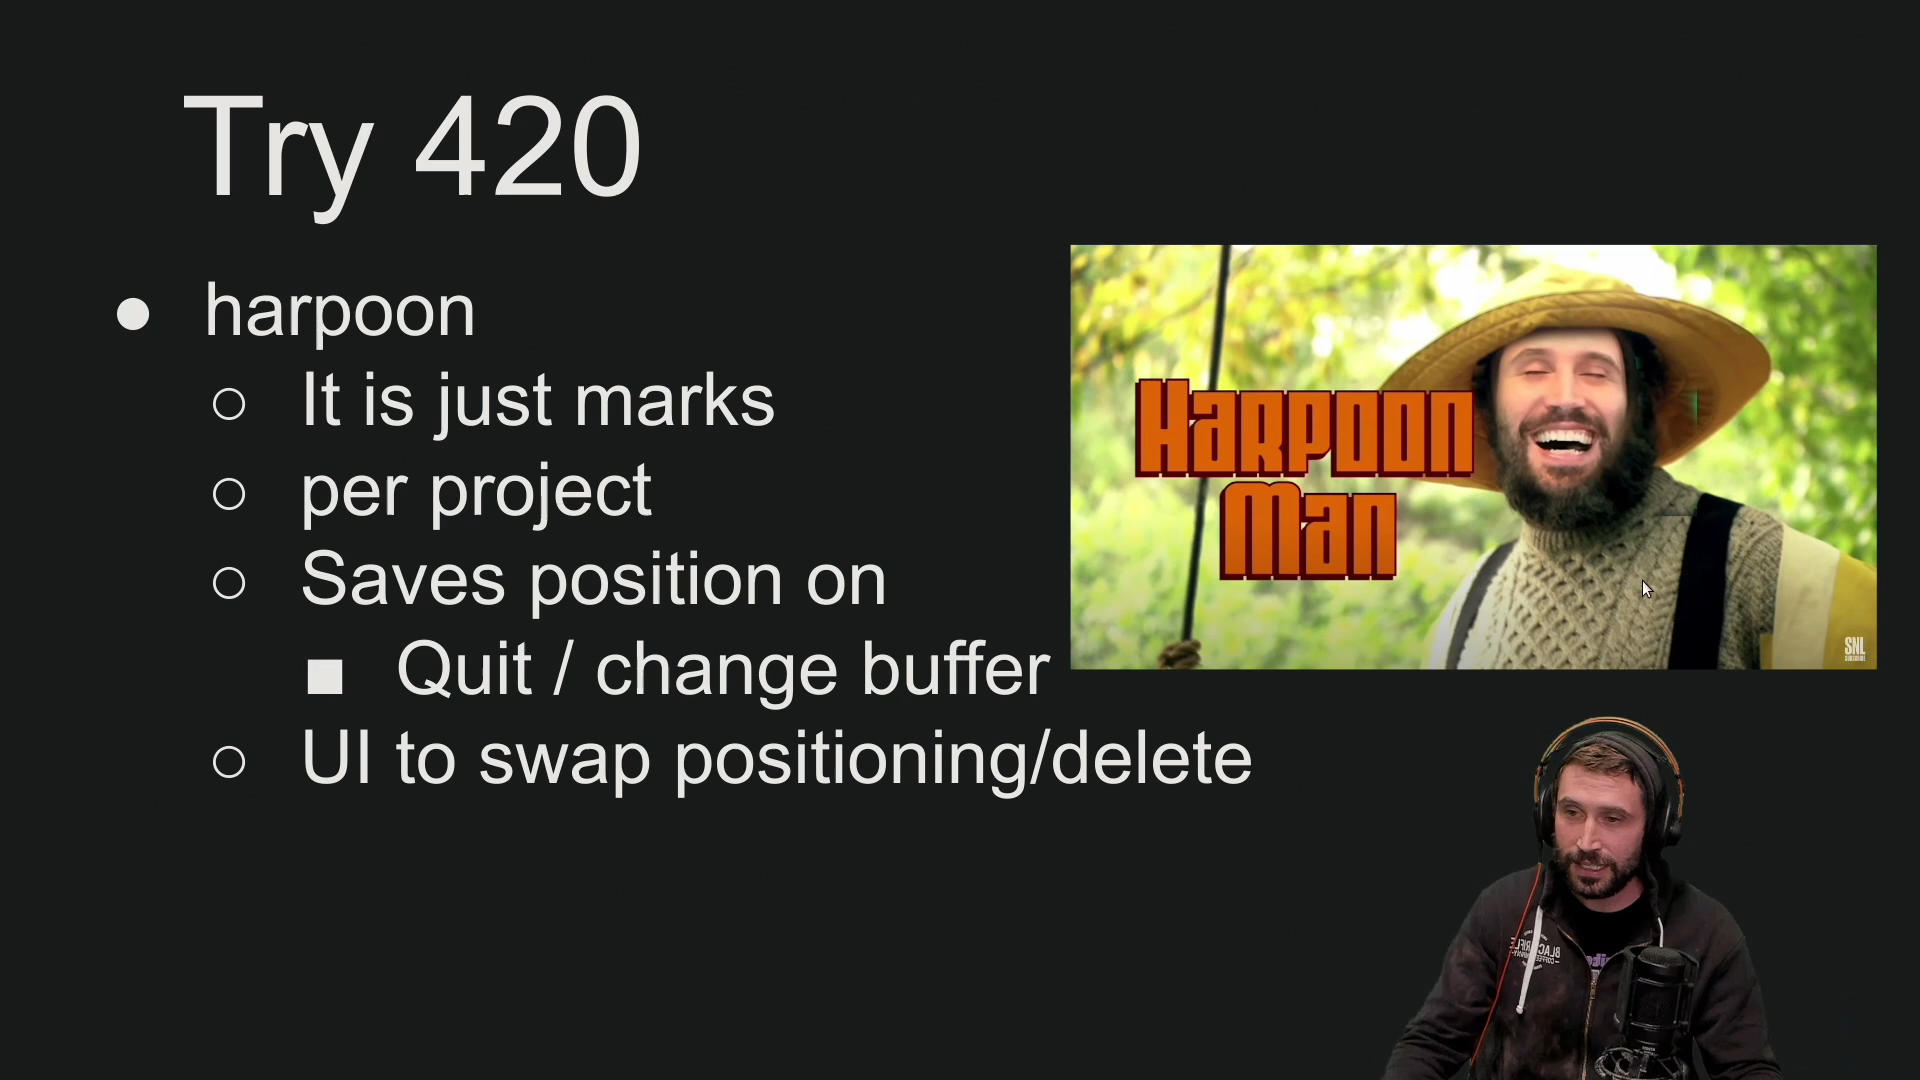 Try 420
● harpoon
○ It is just marks
○ per project
○ Saves position on
■ Quit / change buffer
○ UI to swap positioning/delete
Harpoon
Man
SNL
SUBSCRIBE